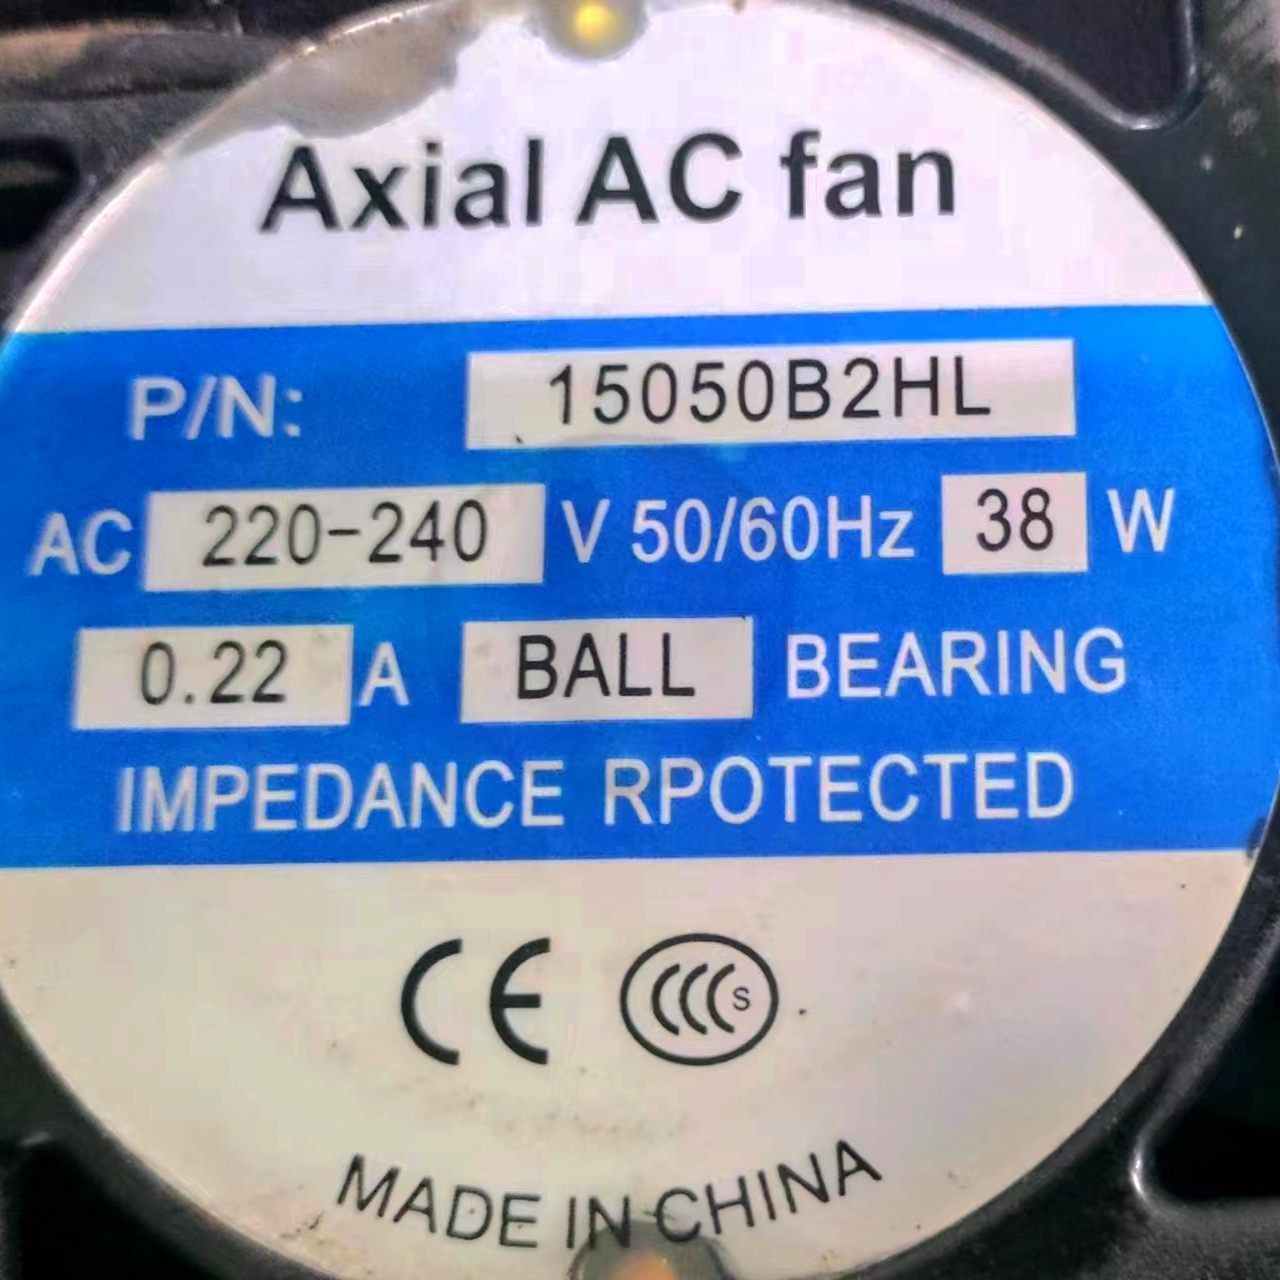 Axial AC fan
P/N: 15050B2HL
AC 220-240 V 50/60Hz 38 W
0.22 A BALL BEARING
IMPEDANCE RPOTECTED
CE CCC S
MADE IN CHINA